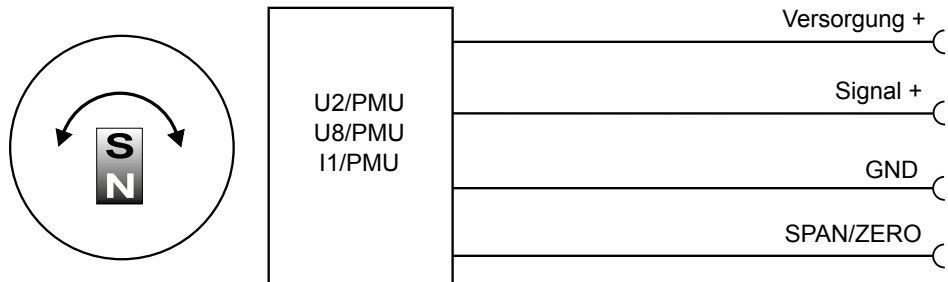 S
N
U2/PMU
U8/PMU
I1/PMU
Versorgung +
Signal +
GND
SPAN/ZERO